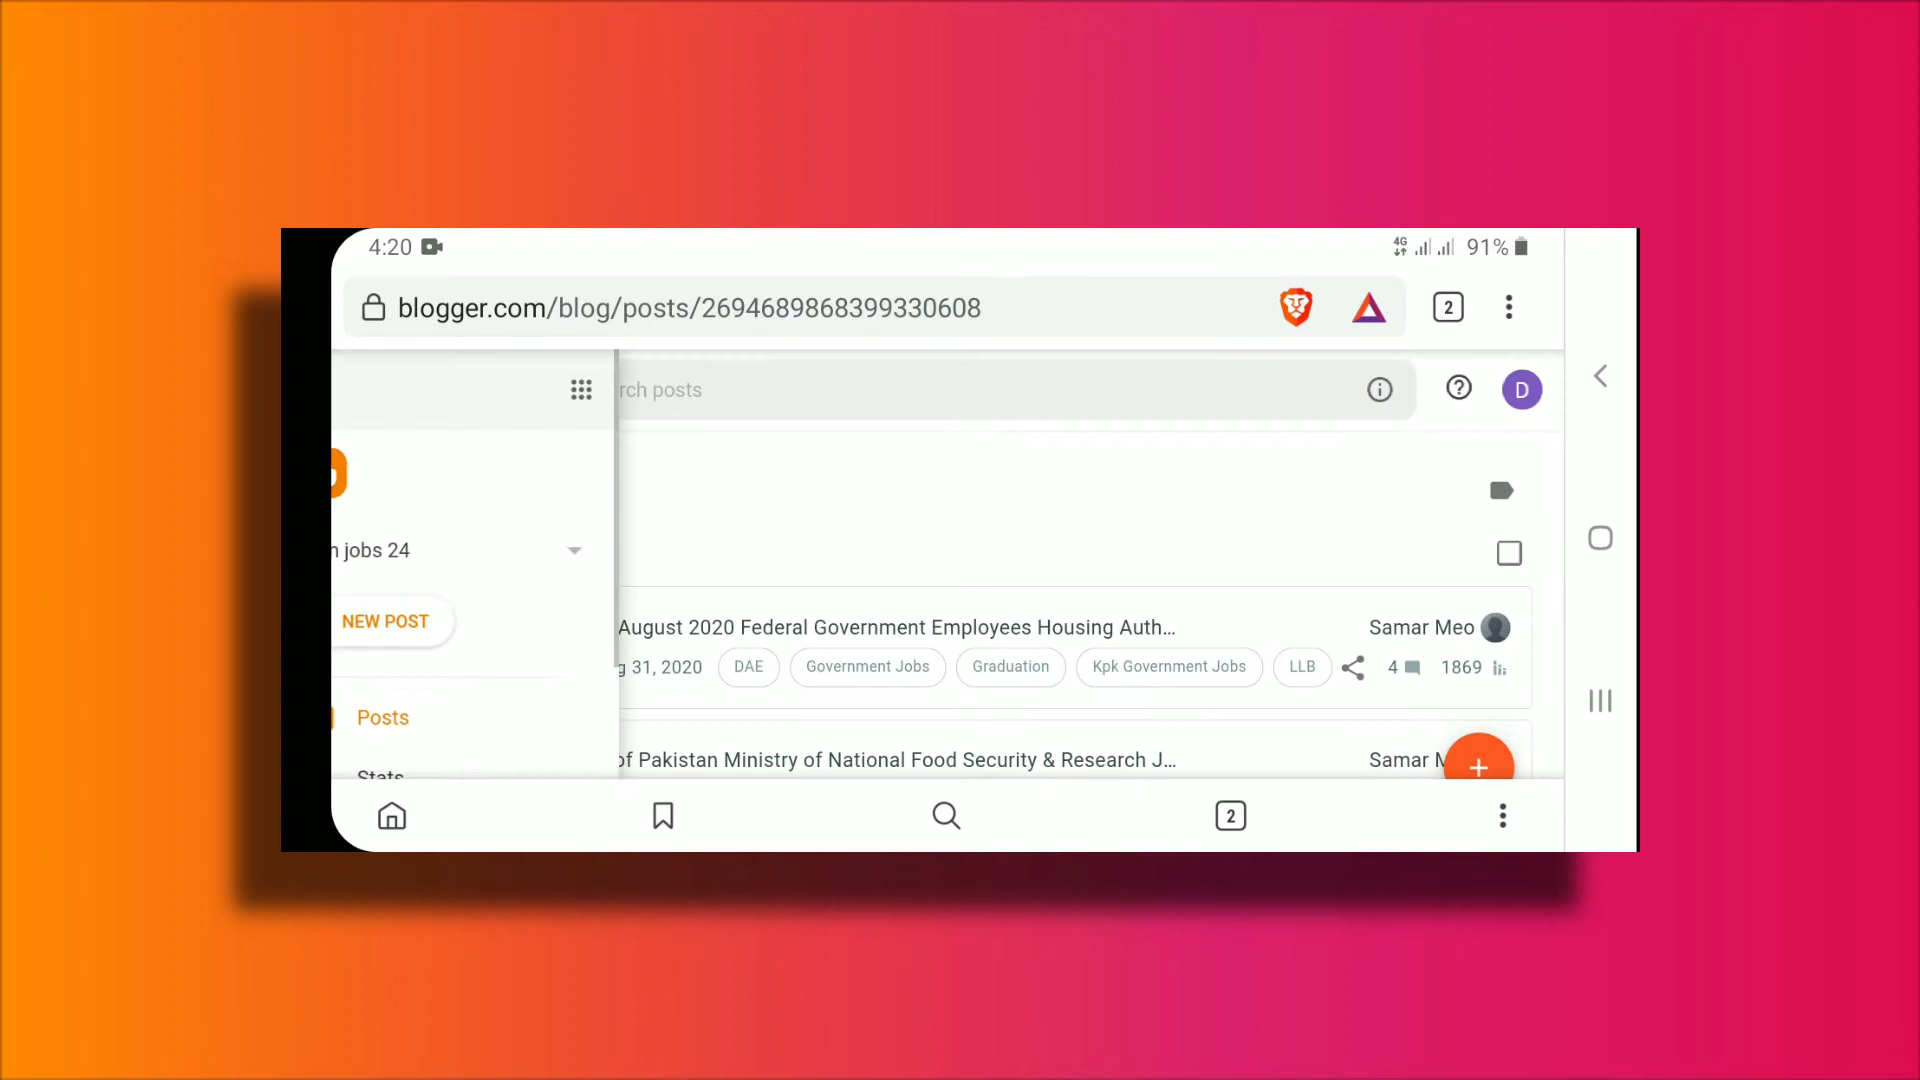 4:20 4G 91%
blogger.com/blog/posts/2694689868399330608 2
rch posts D
jobs 24
NEW POST
August 2020 Federal Government Employees Housing Auth... Samar Meo
31, 2020 DAE Government Jobs Graduation Kpk Government Jobs LLB 4 1869
Posts
of Pakistan Ministry of National Food Security & Research J... Samar M
+
Stats
2